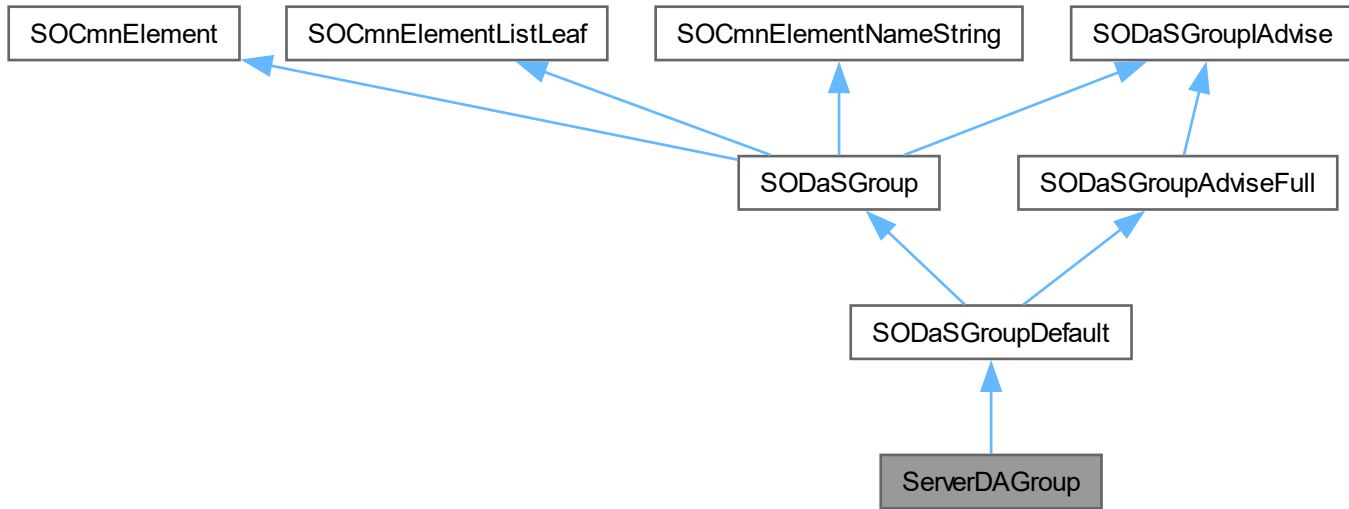 SOCmnElement
SOCmnElementListLeaf
SOCmnElementNameString
SODaSGroupIAdvise
SODaSGroup
SODaSGroupAdviseFull
SODaSGroupDefault
ServerDAGroup